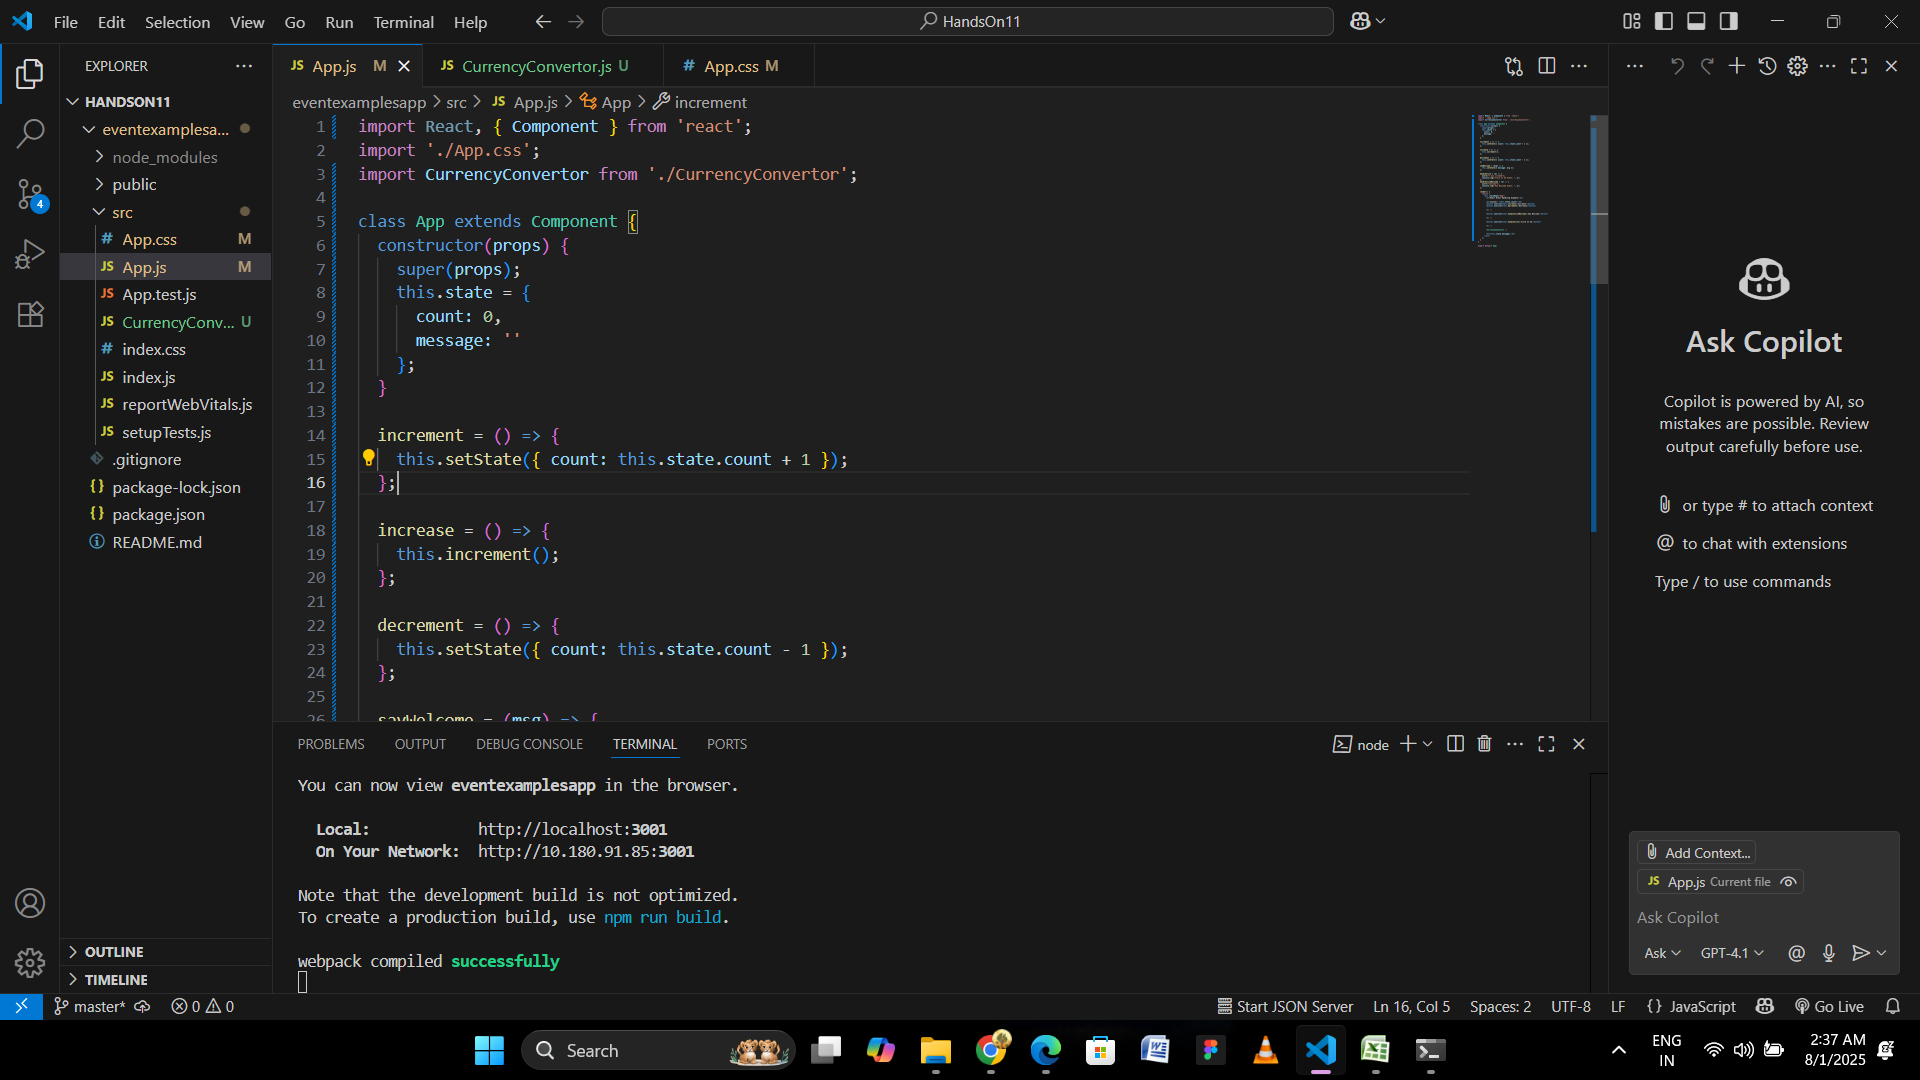 File Edit Selection View Go Run Terminal Help
HandsOn11
EXPLORER
HANDSON11
eventexamplesa...
node_modules
public
src
# App.css M
JS App.js M
JS App.test.js
JS CurrencyConv... U
# index.css
JS index.js
JS reportWebVitals.js
JS setupTests.js
.gitignore
{} package-lock.json
{} package.json
README.md
OUTLINE
TIMELINE
4
JS App.js M
JS CurrencyConvertor.js U
# App.css M
eventexamplesapp > src > JS App.js > App > increment
1 import React, { Component } from 'react';
2 import './App.css';
3 import CurrencyConvertor from './CurrencyConvertor';
4
5 class App extends Component {
6 constructor(props) {
7 super(props);
8 this.state = {
9 count: 0,
10 message: ''
11 };
12 }
13
14 increment = () => {
15 this.setState({ count: this.state.count + 1 });
16 };
17
18 increase = () => {
19 this.increment();
20 };
21
22 decrement = () => {
23 this.setState({ count: this.state.count - 1 });
24 };
25
26 sayWelcome = (msg) => {
PROBLEMS OUTPUT DEBUG CONSOLE TERMINAL PORTS
node
You can now view eventexamplesapp in the browser.
Local: http://localhost:3001
On Your Network: http://10.180.91.85:3001
Note that the development build is not optimized.
To create a production build, use npm run build.
webpack compiled successfully
Ask Copilot
Copilot is powered by AI, so
mistakes are possible. Review
output carefully before use.
or type # to attach context
@ to chat with extensions
Type / to use commands
Add Context...
JS App.js Current file
Ask Copilot
Ask GPT-4.1 @
master* 0 0
Start JSON Server Ln 16, Col 5 Spaces: 2 UTF-8 LF {} JavaScript Go Live
Search
ENG
IN
2:37 AM
8/1/2025